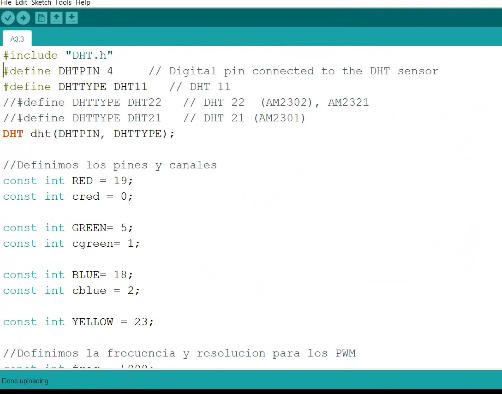 File Edit Sketch Tools Help
A3.3
#include "DHT.h"
#define DHTPIN 4     // Digital pin connected to the DHT sensor
#define DHTTYPE DHT11   // DHT 11
//#define DHTTYPE DHT22   // DHT 22  (AM2302), AM2321
//#define DHTTYPE DHT21   // DHT 21 (AM2301)
DHT dht(DHTPIN, DHTTYPE);
//Definimos los pines y canales
const int RED = 19;
const int cred = 0;
const int GREEN= 5;
const int cgreen= 1;
const int BLUE= 18;
const int cblue = 2;
const int YELLOW = 23;
//Definimos la frecuencia y resolucion para los PWM
const int
Done uploading